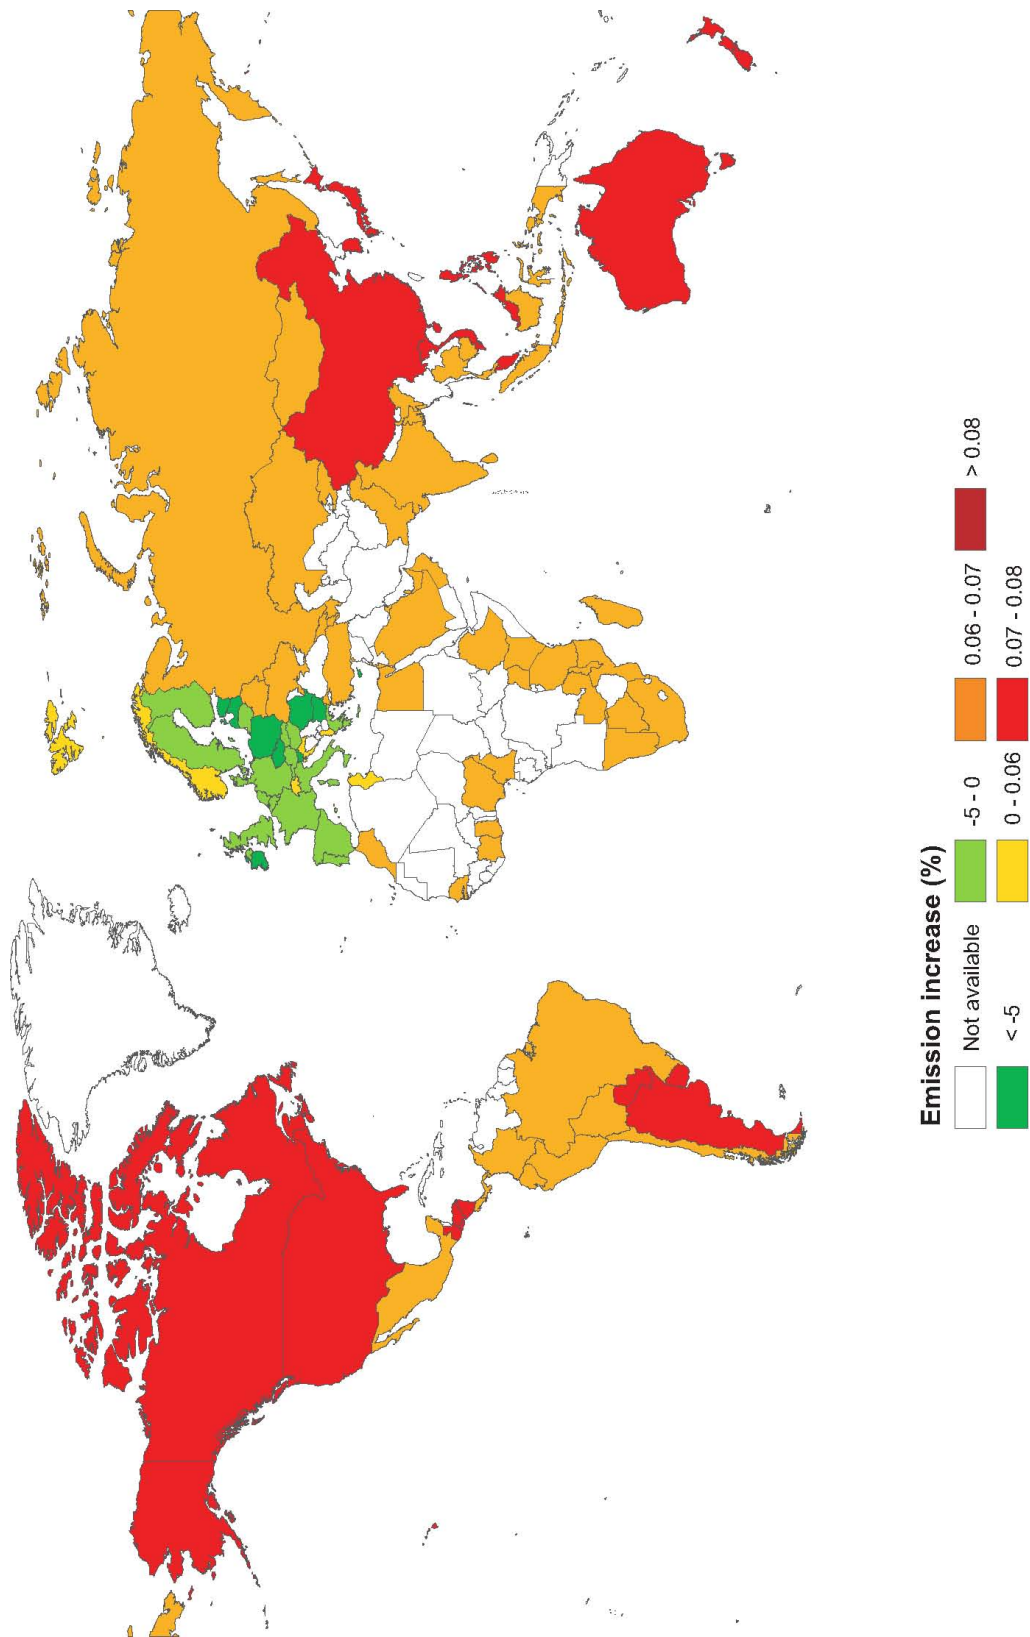 Emission increase (%)
Not available
-5 - 0
0.06 - 0.07
> 0.08
< -5
0 - 0.06
0.07 - 0.08